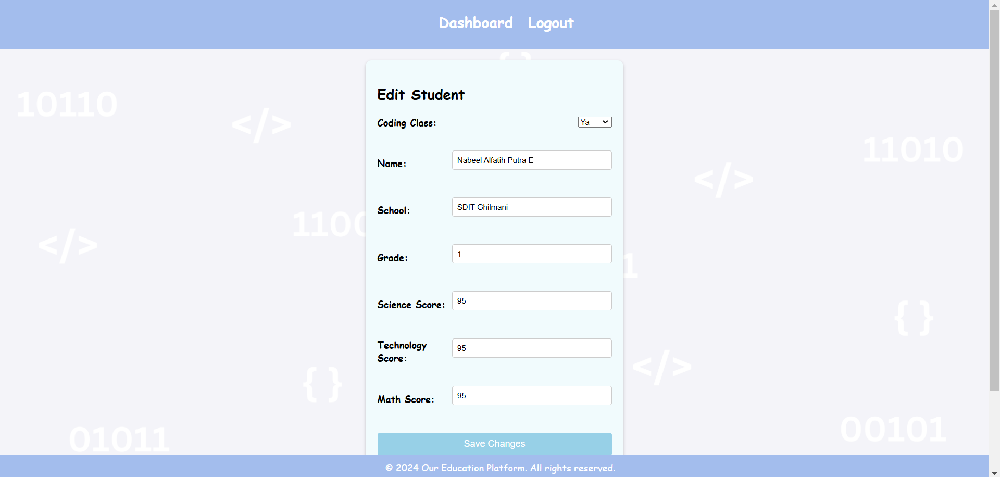 Dashboard Logout
{ }
Edit Student
10110
</>
Coding Class: Ya
11010
Name: Nabeel Alfatih Putra E
</>
School: SDIT Ghilmani
1100
</>
Grade: 1
1
Science Score: 95
{ }
Technology
Score: 95
</>
{ }
Math Score: 95
00101
01011
Save Changes
© 2024 Our Education Platform. All rights reserved.